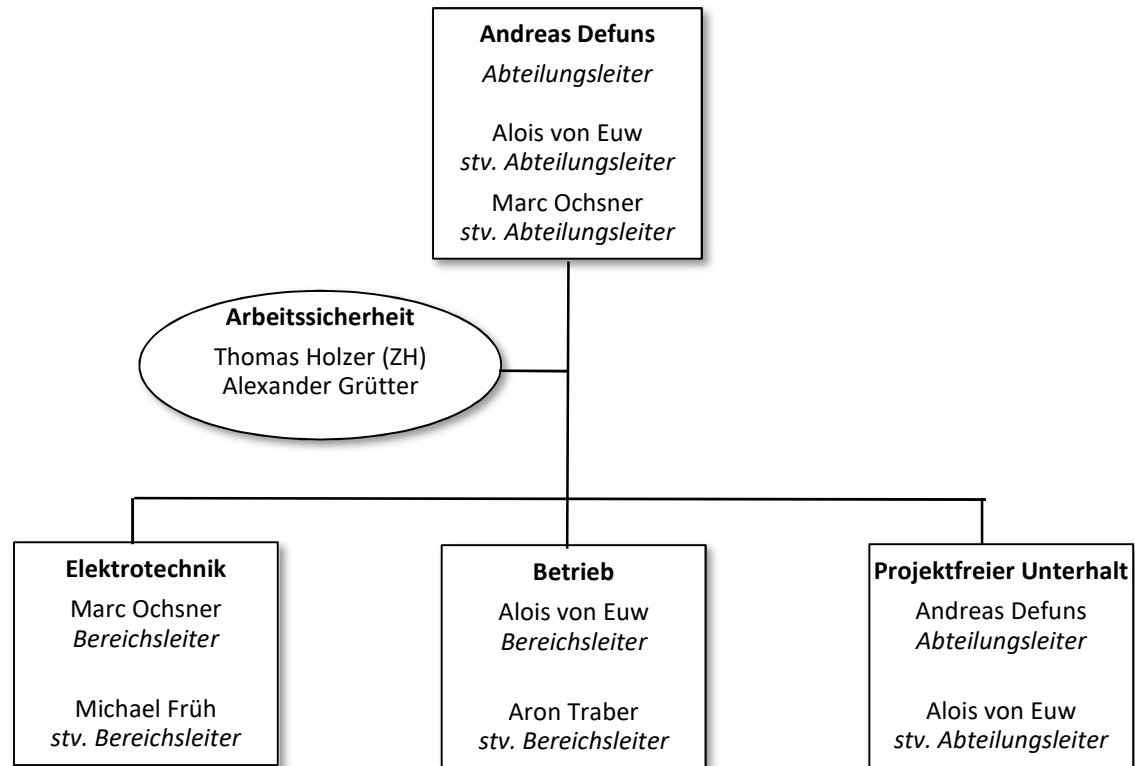 Andreas Defuns
Abteilungsleiter
Alois von Euw
stv. Abteilungsleiter
Marc Ochsner
stv. Abteilungsleiter
Arbeitssicherheit
Thomas Holzer (ZH)
Alexander Grütter
Elektrotechnik
Marc Ochsner
Bereichsleiter
Michael Früh
stv. Bereichsleiter
Betrieb
Alois von Euw
Bereichsleiter
Aron Traber
stv. Bereichsleiter
Projektfreier Unterhalt
Andreas Defuns
Abteilungsleiter
Alois von Euw
stv. Abteilungsleiter